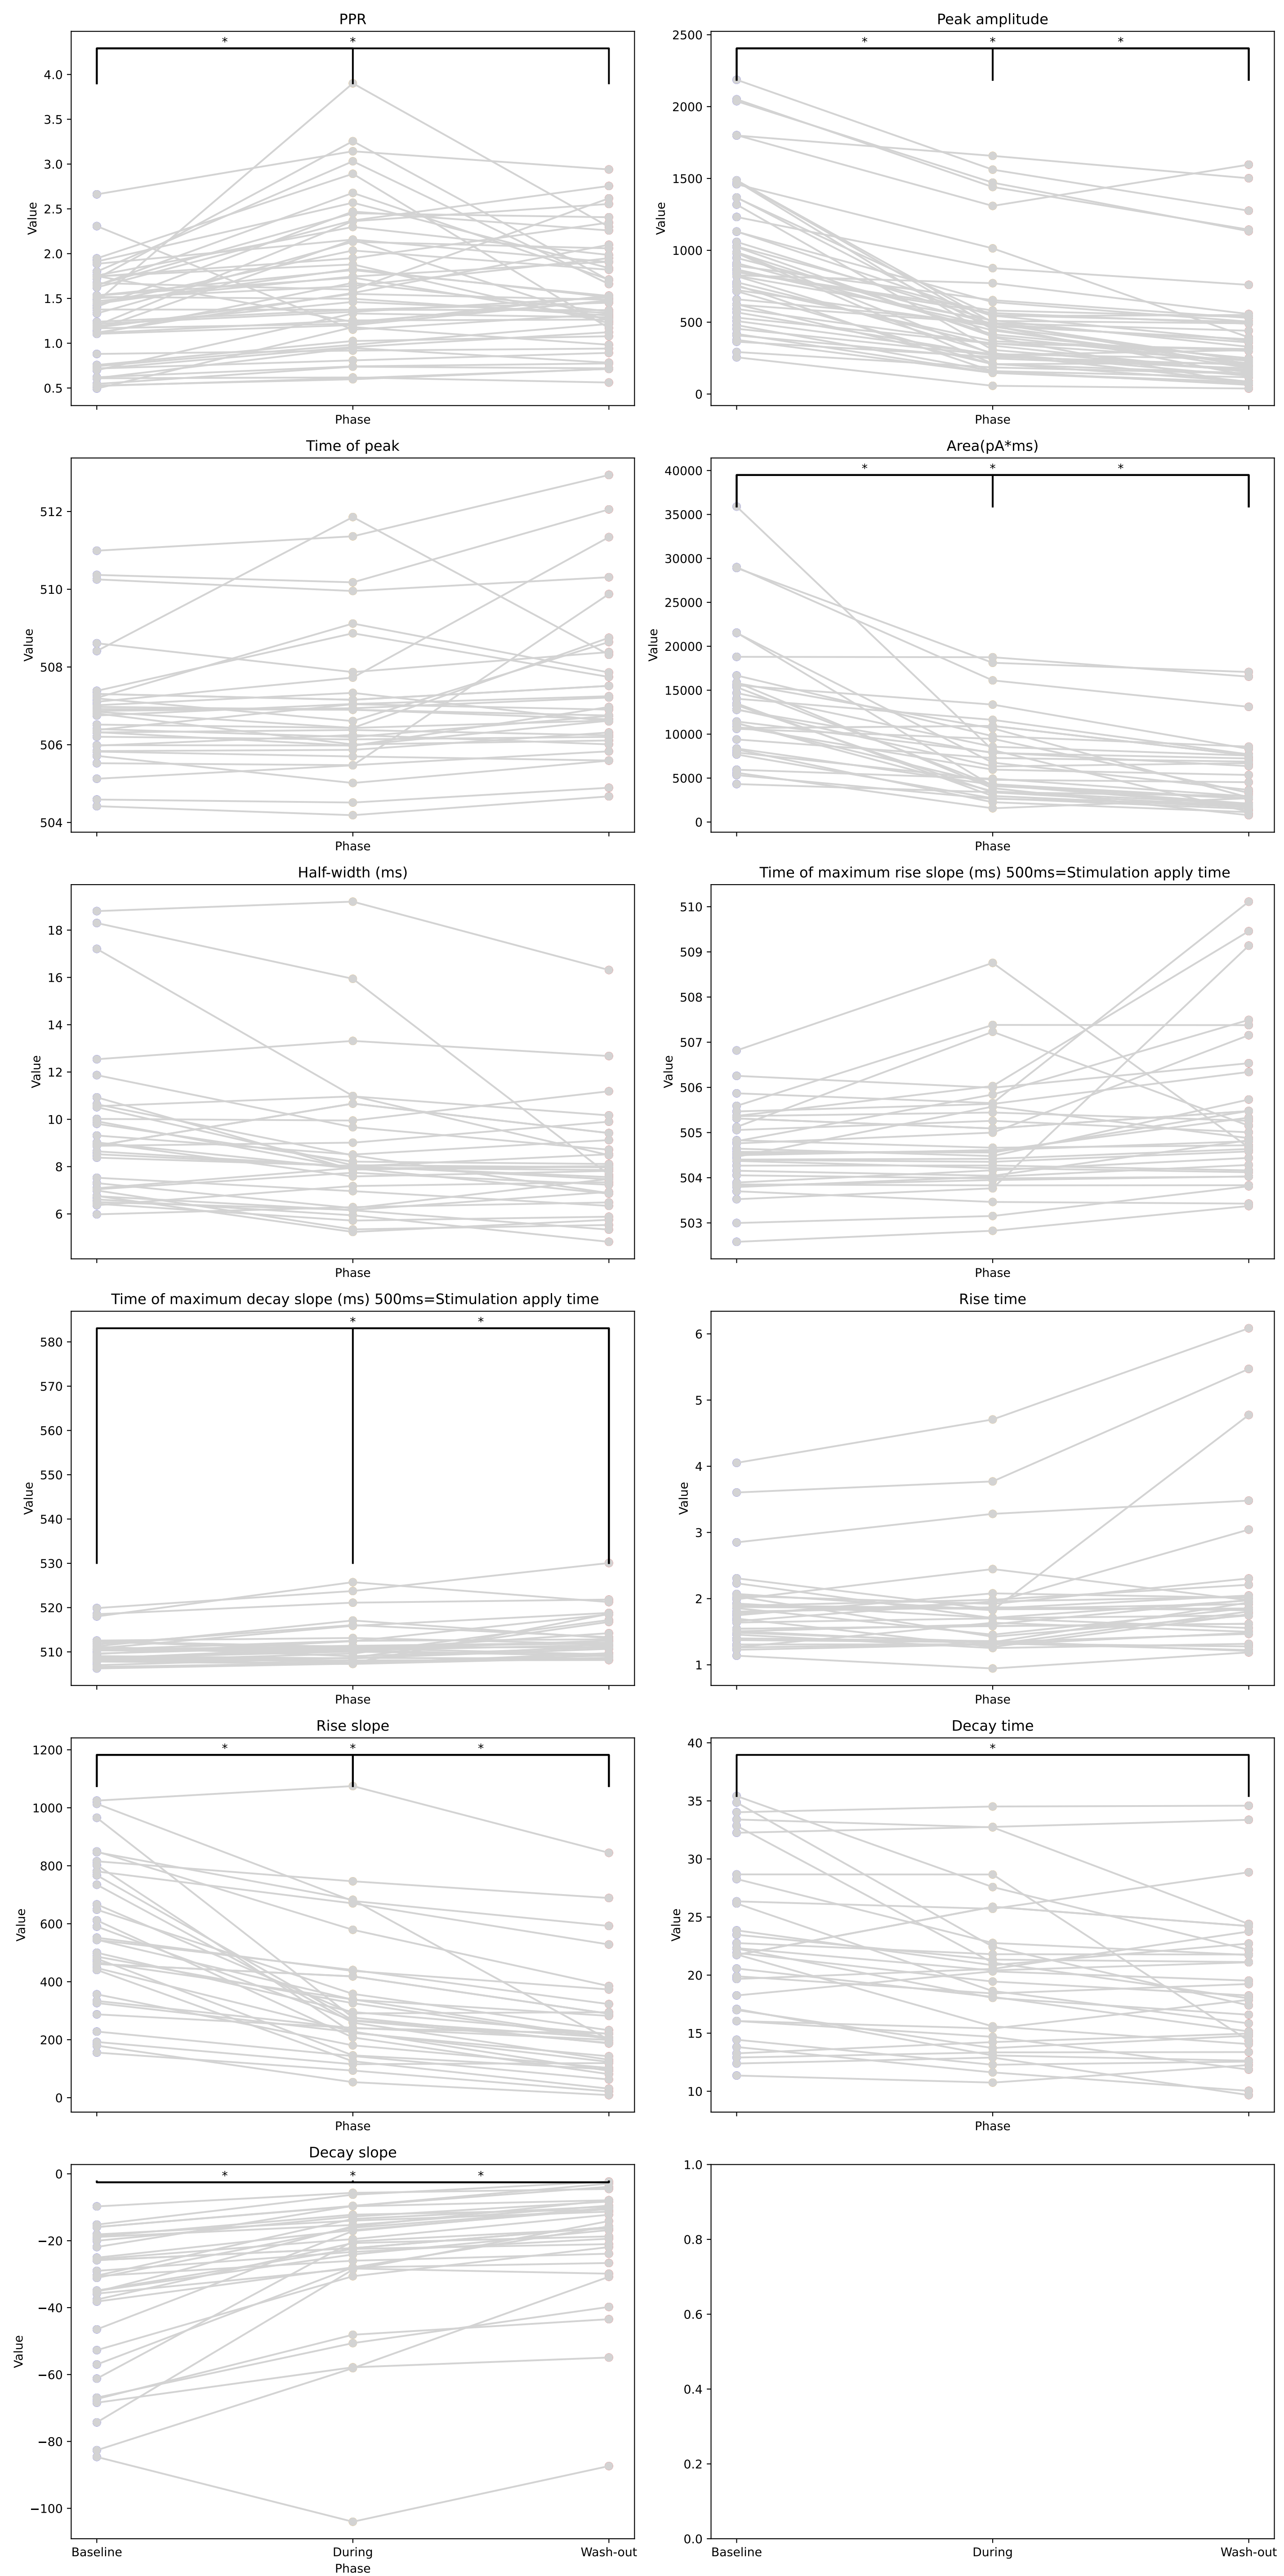 PPR
* *
4.0
3.5
3.0
2.5
2.0
1.5
1.0
0.5
Value
Phase
Peak amplitude
* * *
2500
2000
1500
1000
500
0
Value
Phase
Time of peak
512
510
508
506
504
Value
Phase
Area(pA*ms)
* * *
40000
35000
30000
25000
20000
15000
10000
5000
0
Value
Phase
Half-width (ms)
18
16
14
12
10
8
6
Value
Phase
Time of maximum rise slope (ms) 500ms=Stimulation apply time
510
509
508
507
506
505
504
503
Value
Phase
Time of maximum decay slope (ms) 500ms=Stimulation apply time
* *
580
570
560
550
540
530
520
510
Value
Phase
Rise time
6
5
4
3
2
1
Value
Phase
Rise slope
* * *
1200
1000
800
600
400
200
0
Value
Phase
Decay time
*
40
35
30
25
20
15
10
Value
Phase
Decay slope
* * *
0
−20
−40
−60
−80
−100
Value
Baseline During Wash-out
Phase
1.0
0.8
0.6
0.4
0.2
0.0
Baseline During Wash-out